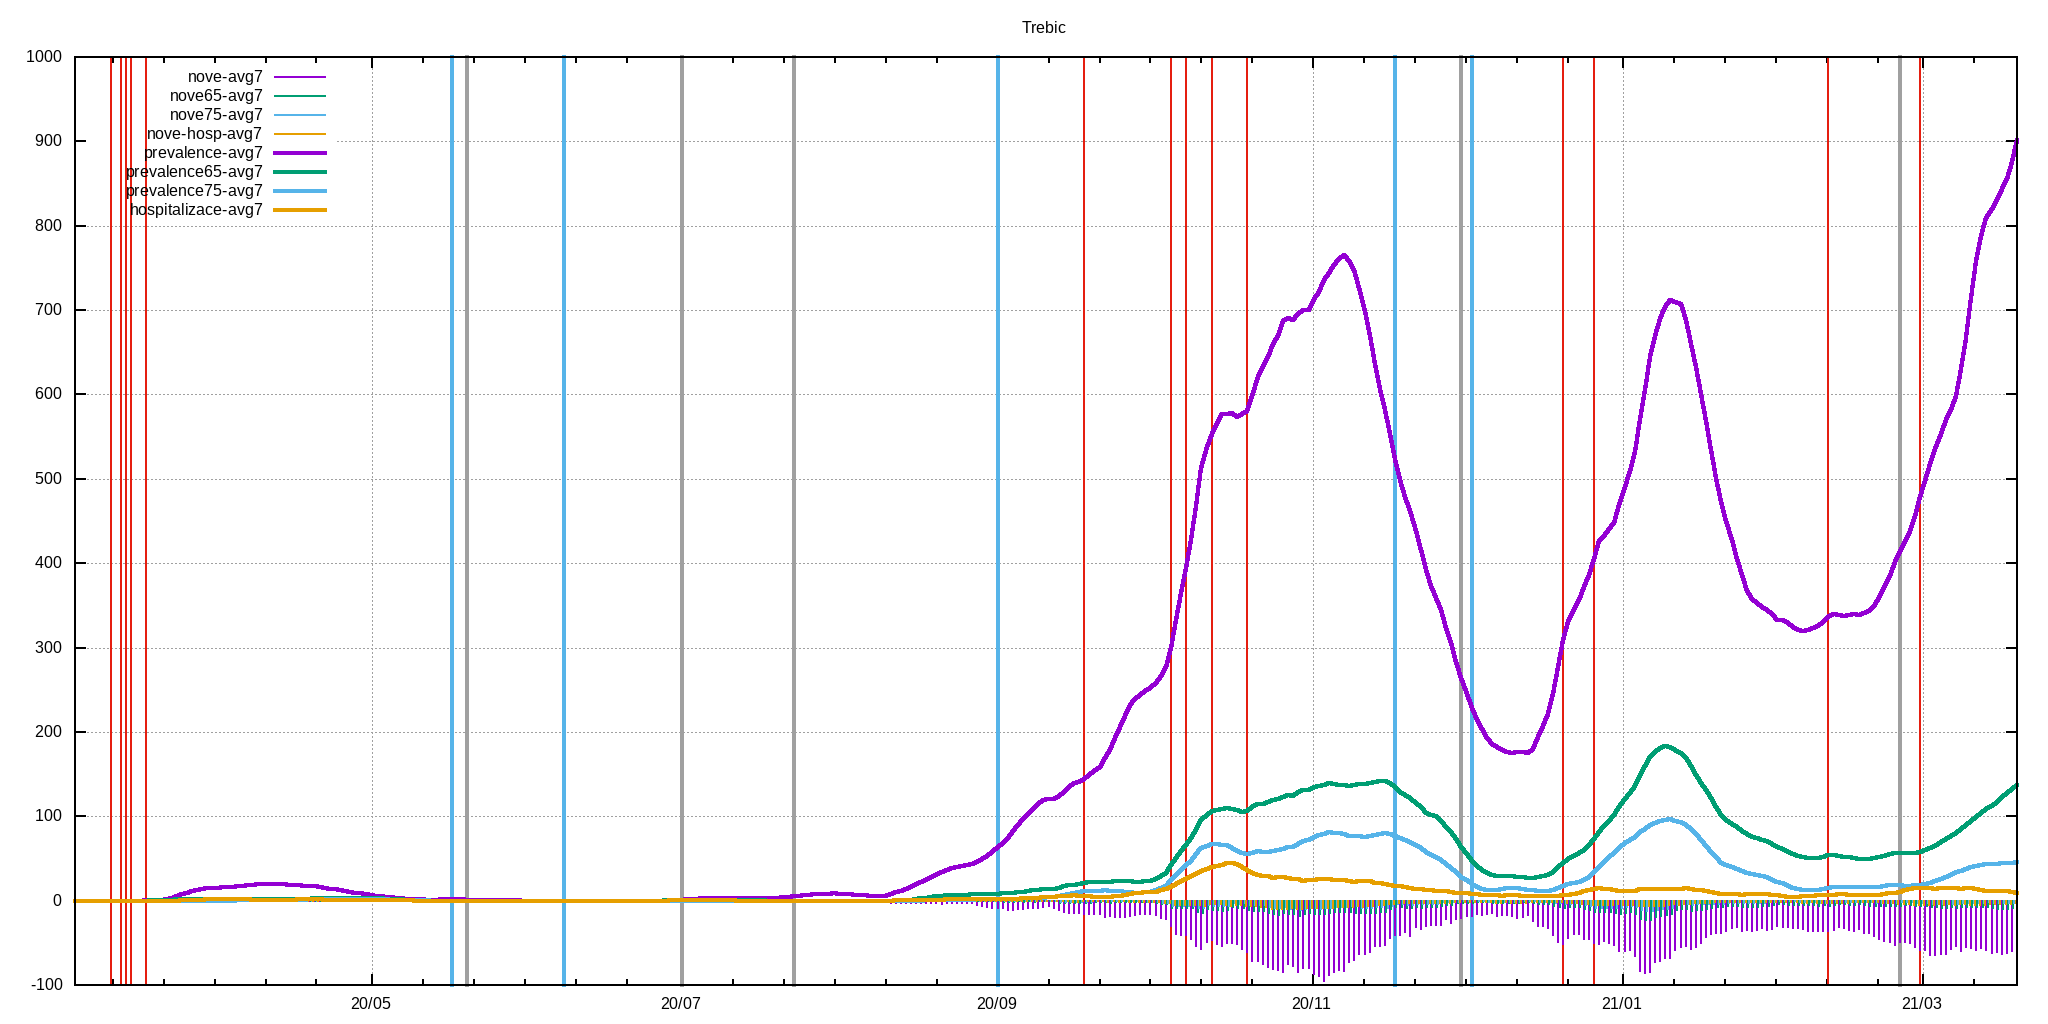 Trebic
1000
900
800
700
600
500
400
300
200
100
0
-100
nove-avg7
nove65-avg7
nove75-avg7
nove-hosp-avg7
prevalence-avg7
prevalence65-avg7
prevalence75-avg7
hospitalizace-avg7
20/05
20/07
20/09
20/11
21/01
21/03